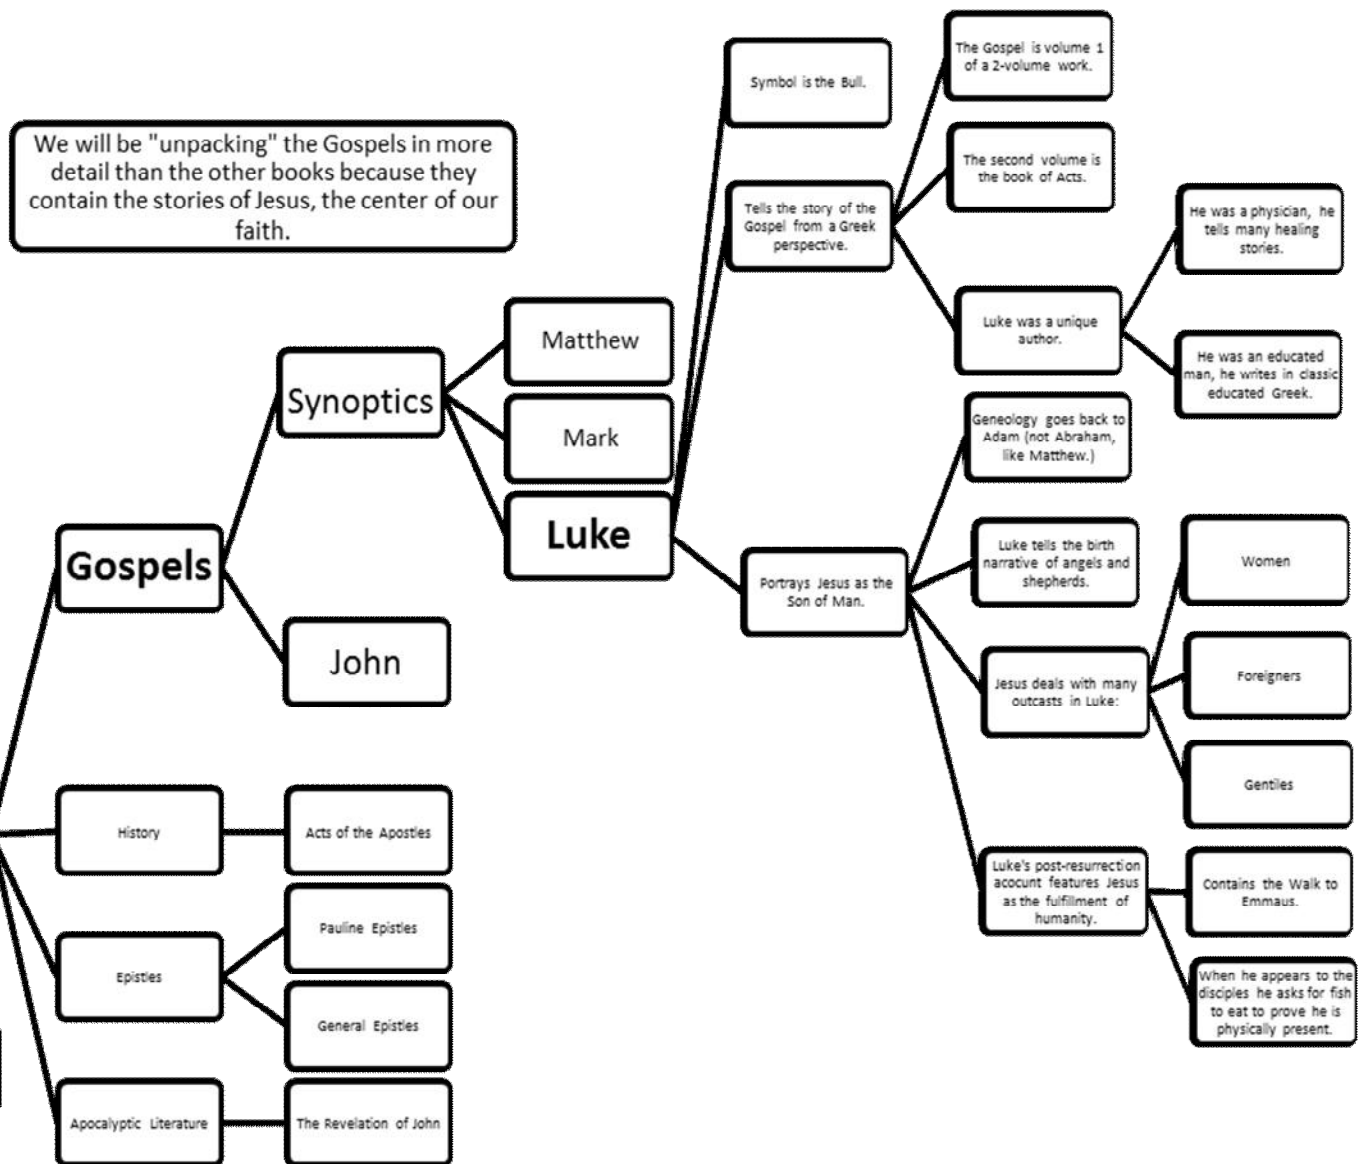 We will be "unpacking" the Gospels in more
detail than the other books because they
contain the stories of Jesus, the center of our
faith.
Gospels
Synoptics
Matthew
Mark
Luke
Symbol is the Bull.
Tells the story of the
Gospel from a Greek
perspective.
The Gospel is volume 1
of a 2-volume work.
The second volume is
the book of Acts.
Luke was a unique
author.
He was a physician, he
tells many healing
stories.
He was an educated
man, he writes in classic
educated Greek.
Portrays Jesus as the
Son of Man.
Geneology goes back to
Adam (not Abraham,
like Matthew.)
Luke tells the birth
narrative of angels and
shepherds.
Jesus deals with many
outcasts in Luke:
Women
Foreigners
Gentiles
Luke's post-resurrection
acocunt features Jesus
as the fulfillment of
humanity.
Contains the Walk to
Emmaus.
When he appears to the
disciples he asks for fish
to eat to prove he is
physically present.
John
History
Acts of the Apostles
Epistles
Pauline Epistles
General Epistles
Apocalyptic Literature
The Revelation of John